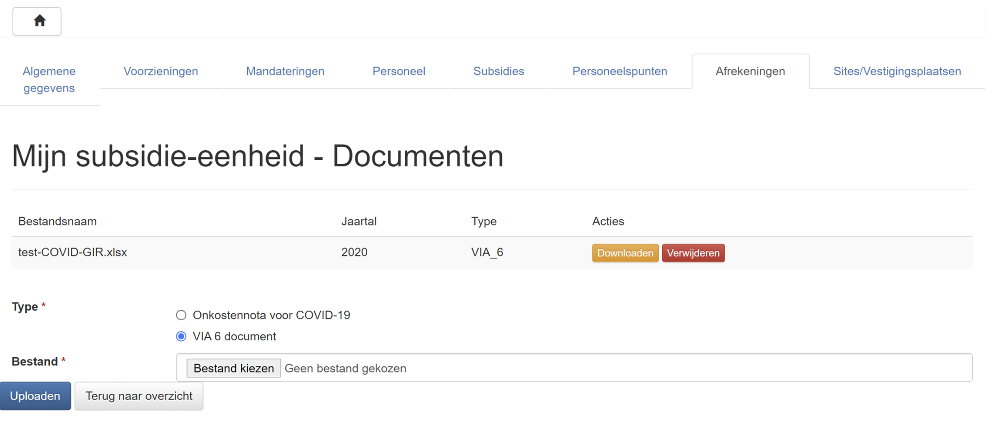 Algemene gegevens
Voorzieningen
Mandateringen
Personeel
Subsidies
Personeelspunten
Afrekeningen
Sites/Vestigingsplaatsen
Mijn subsidie-eenheid - Documenten
Bestandsnaam Jaartal Type Acties
test-COVID-GIR.xlsx 2020 VIA_6 Downloaden Verwijderen
Type *
Onkostennota voor COVID-19
VIA 6 document
Bestand *
Bestand kiezen Geen bestand gekozen
Uploaden Terug naar overzicht